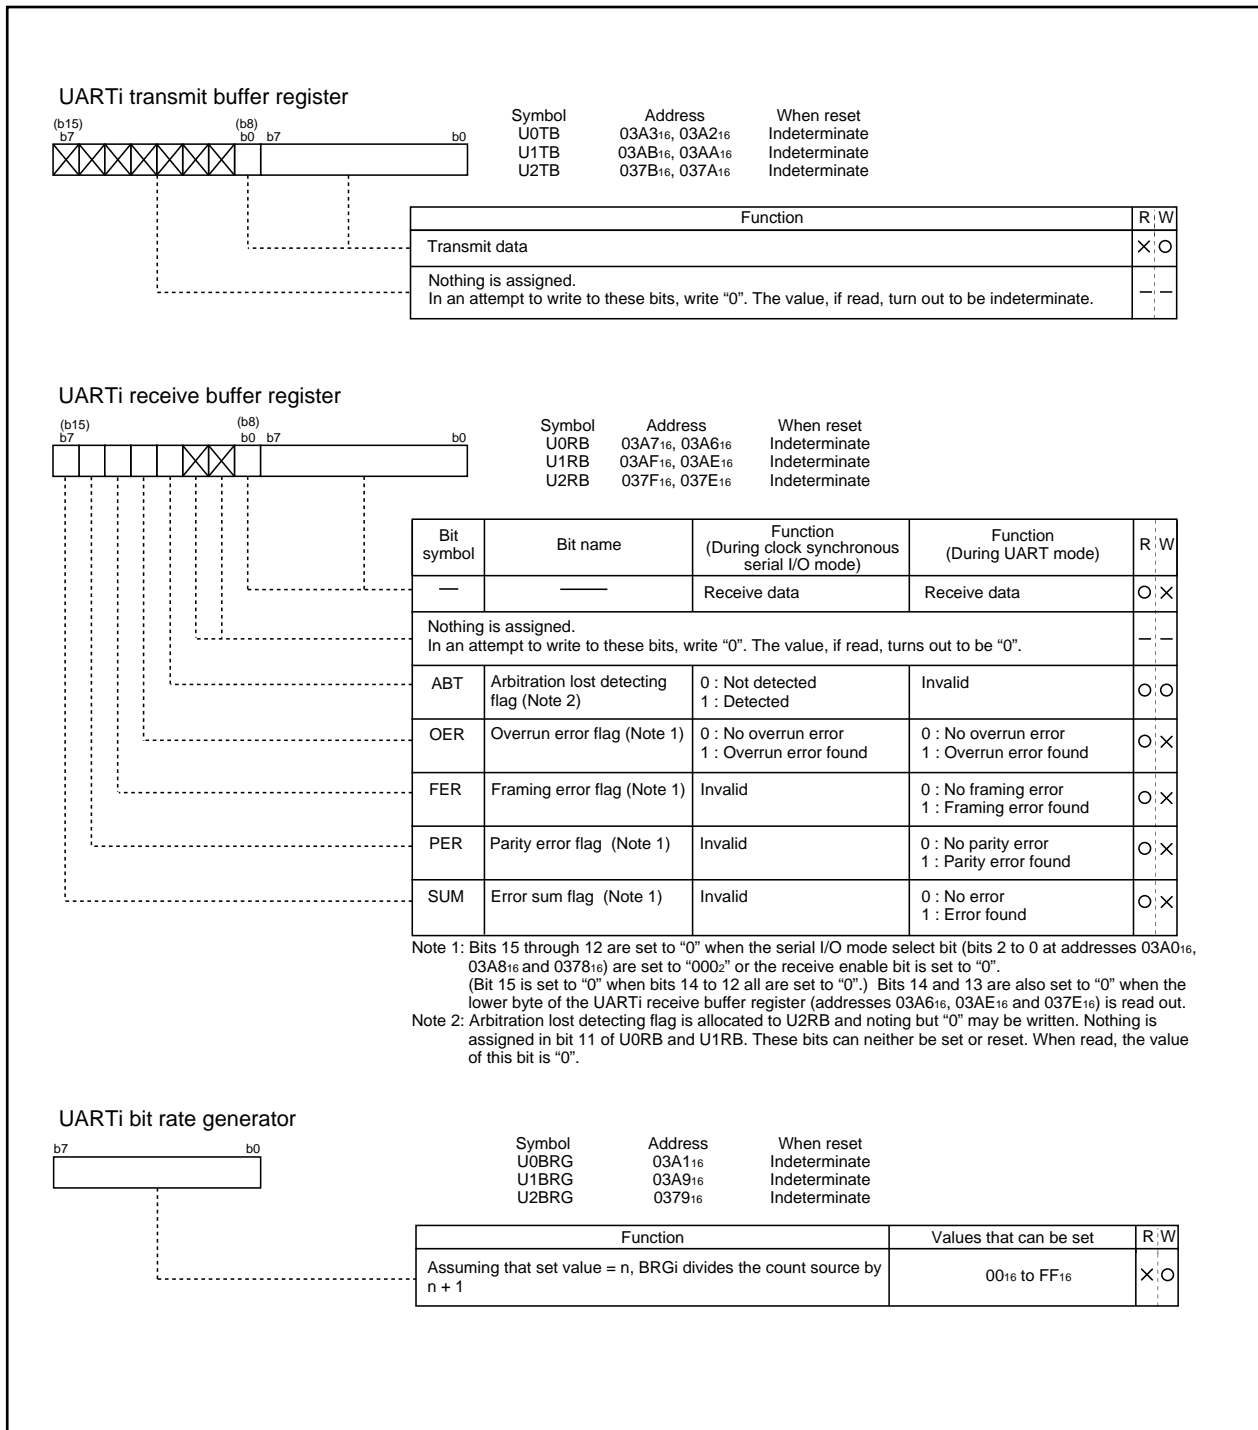 UARTi transmit buffer register
(b15) (b8)
b7 b0 b7 b0
Symbol Address When reset
U0TB 03A316, 03A216 Indeterminate
U1TB 03AB16, 03AA16 Indeterminate
U2TB 037B16, 037A16 Indeterminate
Function R W
Transmit data
Nothing is assigned.
In an attempt to write to these bits, write “0”. The value, if read, turn out to be indeterminate.
UARTi receive buffer register
(b15) (b8)
b7 b0 b7 b0
Symbol Address When reset
U0RB 03A716, 03A616 Indeterminate
U1RB 03AF16, 03AE16 Indeterminate
U2RB 037F16, 037E16 Indeterminate
Bit symbol Bit name Function (During clock synchronous serial I/O mode) Function (During UART mode) R W
Receive data Receive data
Nothing is assigned.
In an attempt to write to these bits, write “0”. The value, if read, turns out to be “0”.
ABT Arbitration lost detecting flag (Note 2) 0 : Not detected 1 : Detected Invalid
OER Overrun error flag (Note 1) 0 : No overrun error 1 : Overrun error found 0 : No overrun error 1 : Overrun error found
FER Framing error flag (Note 1) Invalid 0 : No framing error 1 : Framing error found
PER Parity error flag (Note 1) Invalid 0 : No parity error 1 : Parity error found
SUM Error sum flag (Note 1) Invalid 0 : No error 1 : Error found
Note 1: Bits 15 through 12 are set to “0” when the serial I/O mode select bit (bits 2 to 0 at addresses 03A016,
03A816 and 037816) are set to “0002” or the receive enable bit is set to “0”.
(Bit 15 is set to “0” when bits 14 to 12 all are set to “0”.) Bits 14 and 13 are also set to “0” when the
lower byte of the UARTi receive buffer register (addresses 03A616, 03AE16 and 037E16) is read out.
Note 2: Arbitration lost detecting flag is allocated to U2RB and noting but “0” may be written. Nothing is
assigned in bit 11 of U0RB and U1RB. These bits can neither be set or reset. When read, the value
of this bit is “0”.
UARTi bit rate generator
b7 b0
Symbol Address When reset
U0BRG 03A116 Indeterminate
U1BRG 03A916 Indeterminate
U2BRG 037916 Indeterminate
Function Values that can be set R W
Assuming that set value = n, BRGi divides the count source by
n + 1 0016 to FF16